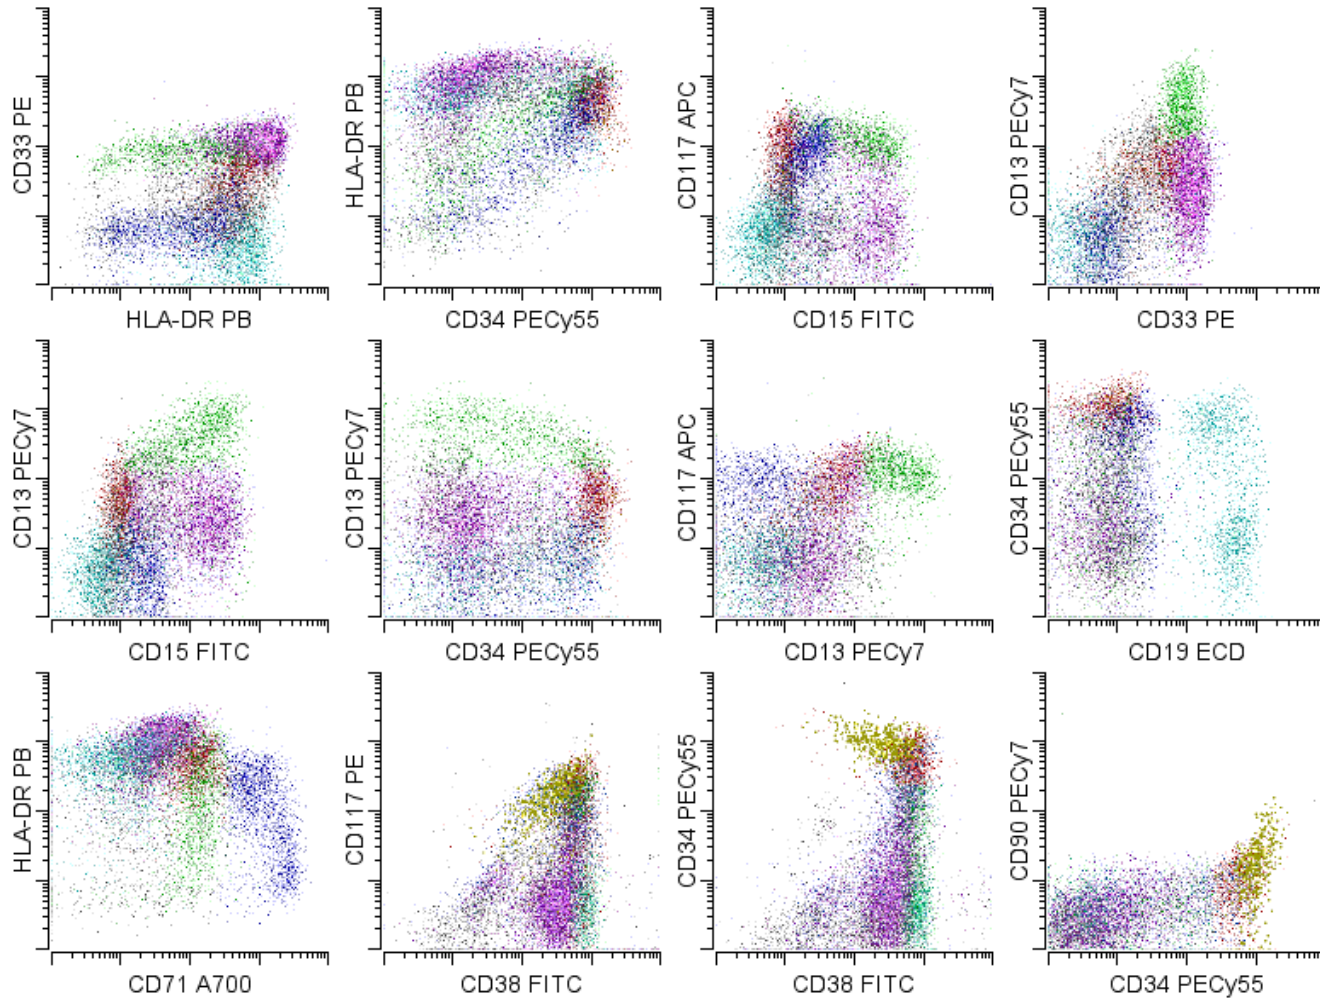 CD33 PE
HLA-DR PB
HLA-DR PB
CD34 PECy55
CD117 APC
CD15 FITC
CD13 PECy7
CD33 PE
CD13 PECy7
CD15 FITC
CD13 PECy7
CD34 PECy55
CD117 APC
CD13 PECy7
CD34 PECy55
CD19 ECD
HLA-DR PB
CD71 A700
CD117 PE
CD38 FITC
CD34 PECy55
CD38 FITC
CD90 PECy7
CD34 PECy55